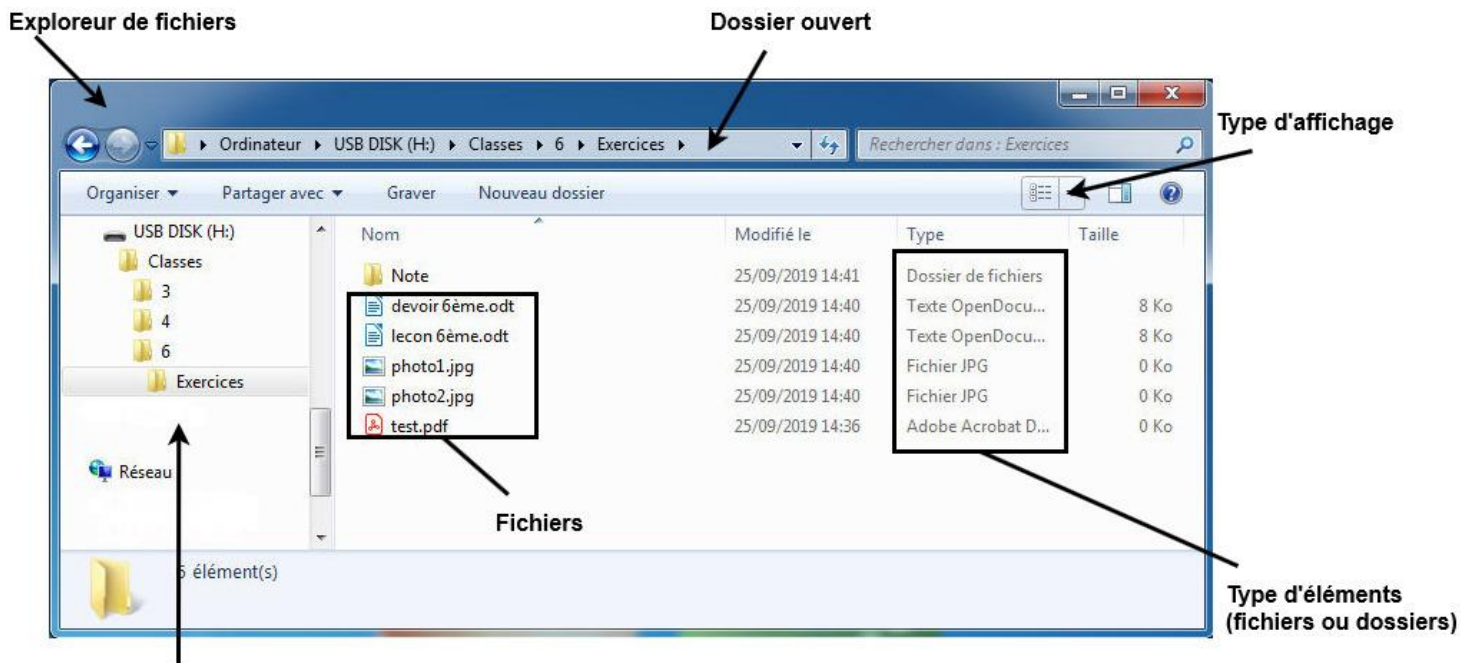 Exploreur de fichiers
Dossier ouvert
Ordinateur USB DISK (H:) Classes 6 Exercices
Rechercher dans : Exercices
Type d'affichage
Organiser Partager avec Graver Nouveau dossier
USB DISK (H:)
Classes
3
4
6
Exercices
Réseau
Nom Modifié le Type Taille
Note 25/09/2019 14:41 Dossier de fichiers
devoir 6ème.odt 25/09/2019 14:40 Texte OpenDocu... 8 Ko
lecon 6ème.odt 25/09/2019 14:40 Texte OpenDocu... 8 Ko
photo1.jpg 25/09/2019 14:40 Fichier JPG 0 Ko
photo2.jpg 25/09/2019 14:40 Fichier JPG 0 Ko
test.pdf 25/09/2019 14:36 Adobe Acrobat D... 0 Ko
Fichiers
élément(s)
Type d'éléments
(fichiers ou dossiers)